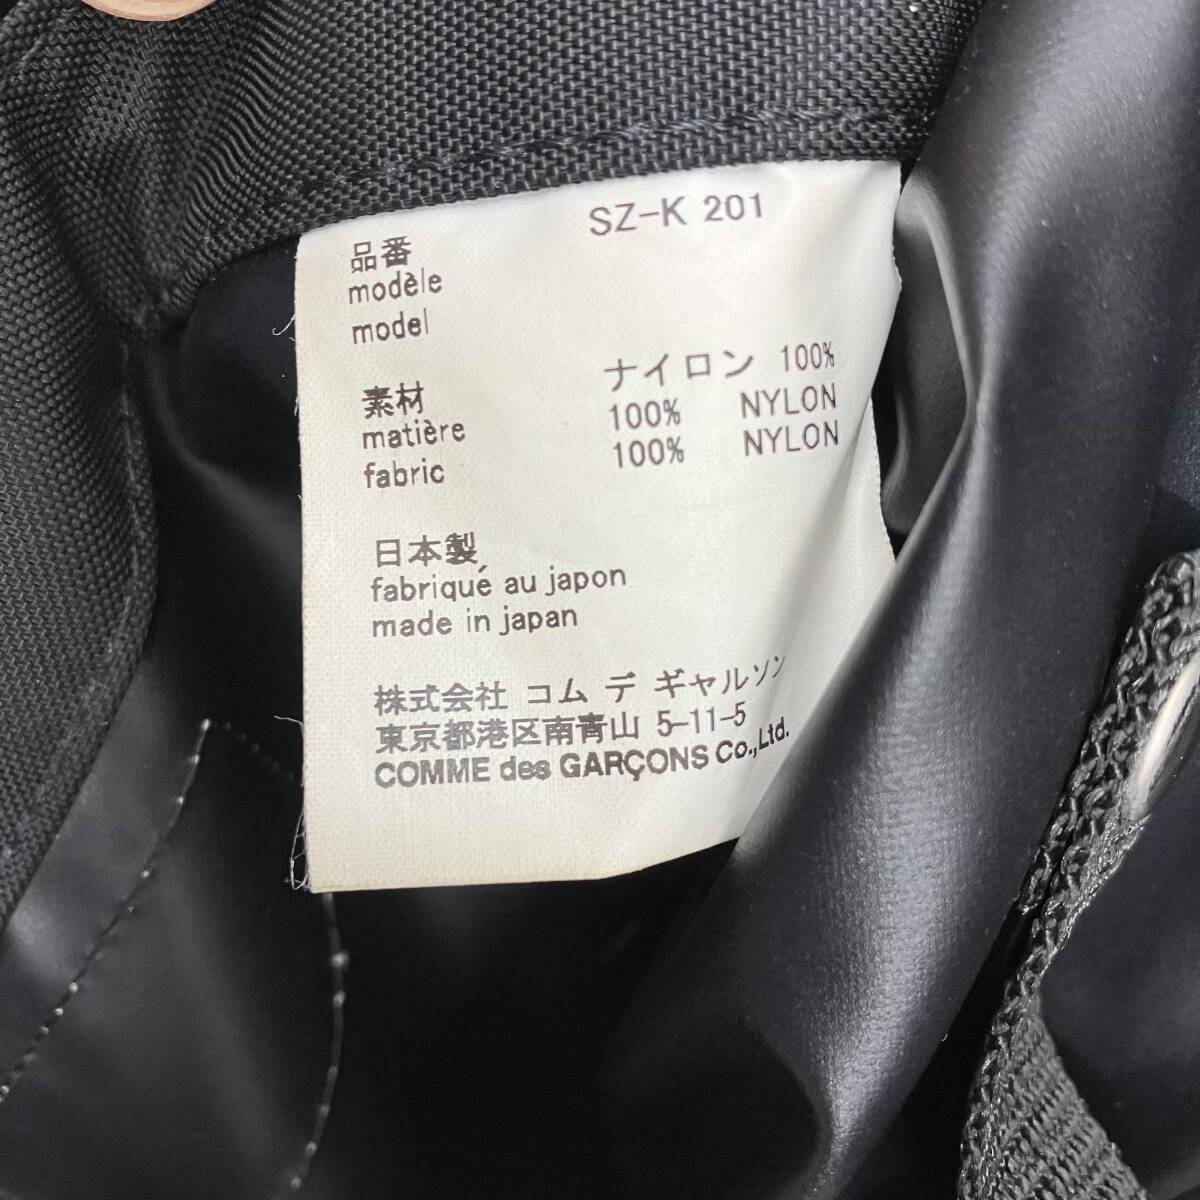 SZ-K 201
品番
modèle
model
素材 ナイロン 100%
matière 100% NYLON
fabric 100% NYLON
日本製
fabriqué au japon
made in japan
株式会社 コム デ ギャルソン
東京都港区南青山 5-11-5
COMME des GARÇONS Co.,Ltd.